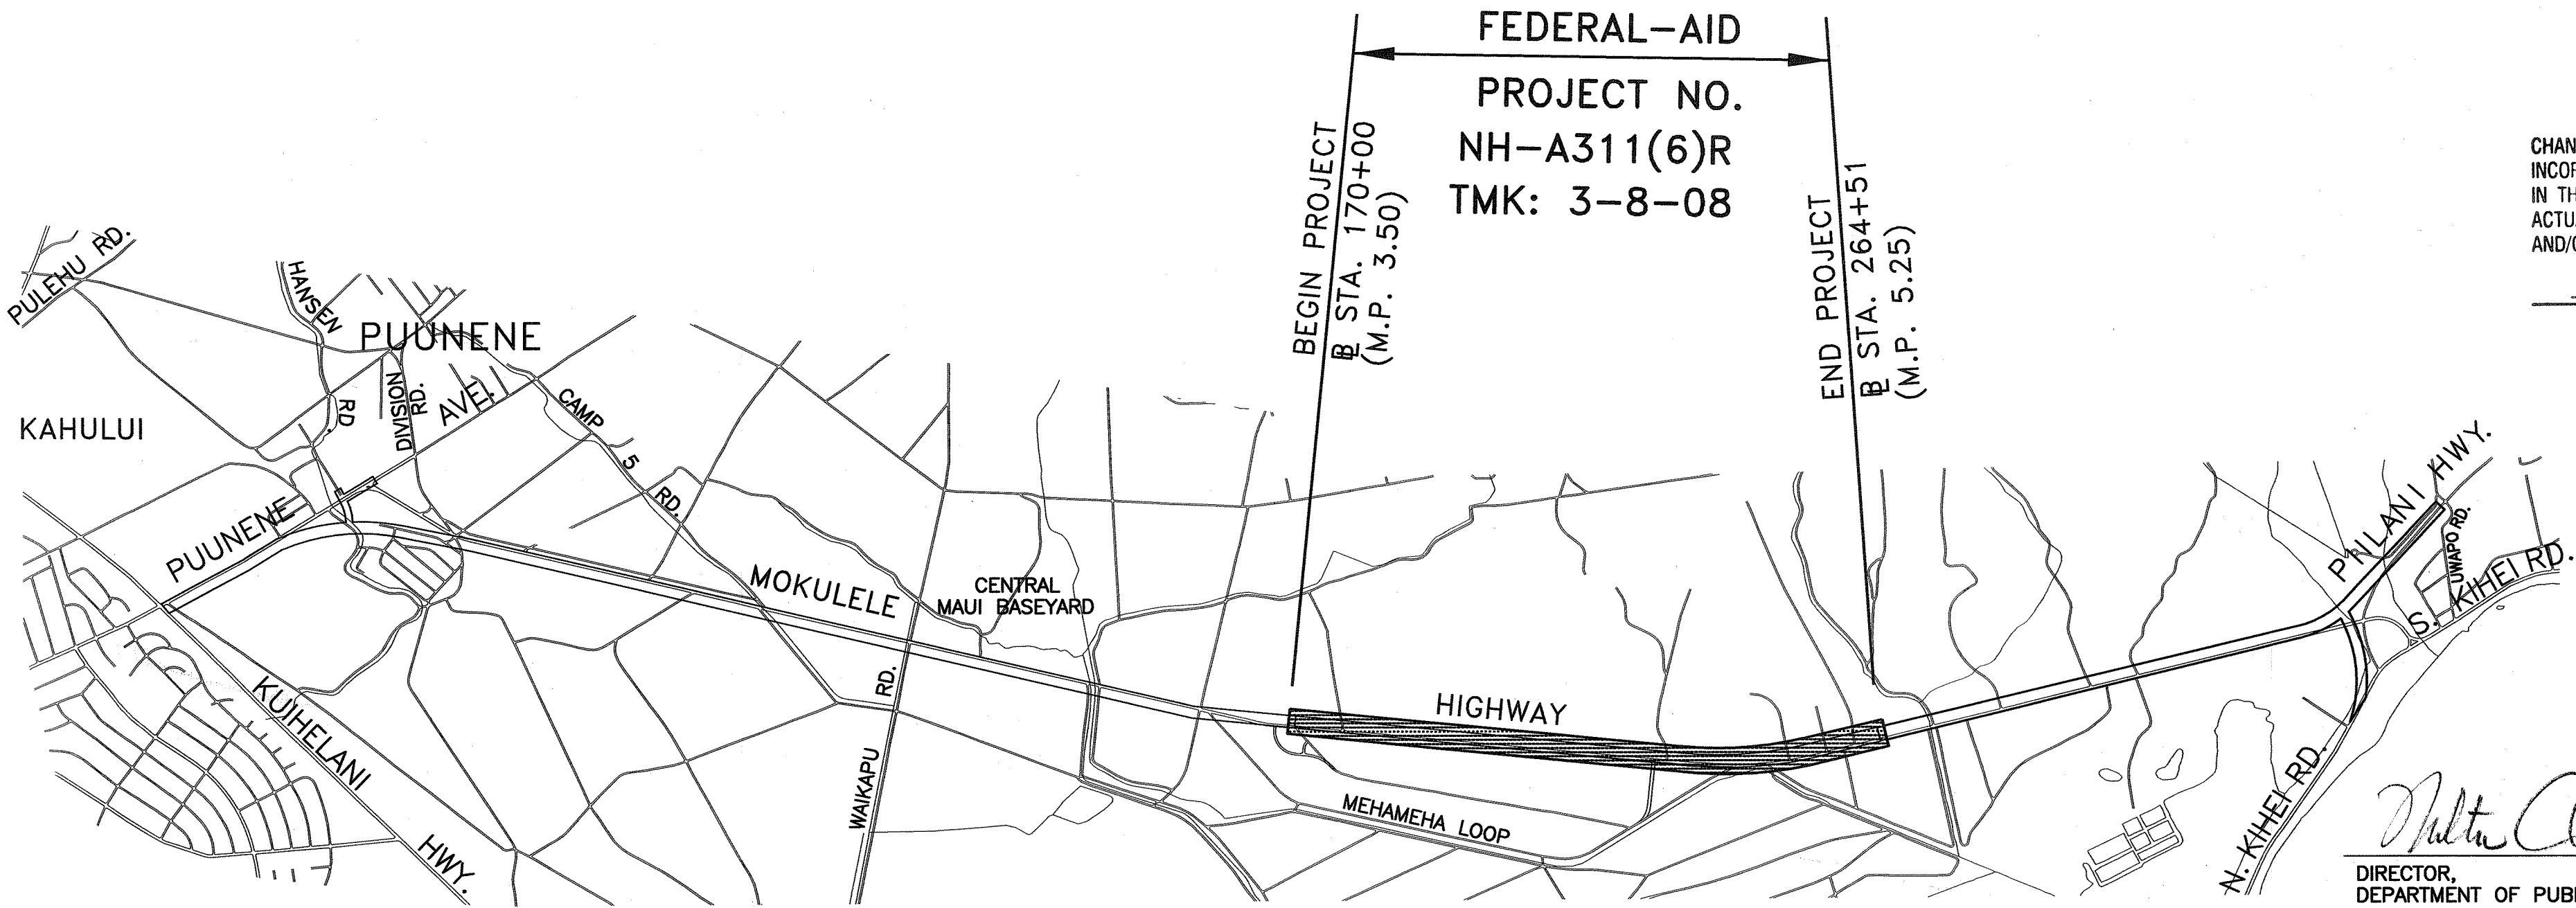 FEDERAL-AID
PROJECT NO.
NH-A311(6)R
TMK: 3-8-08
BEGIN PROJECT
STA. 170+00
(M.P. 3.50)
END PROJECT
STA. 264+51
(M.P. 5.25)
IN TH
AND/
PULEHU RD.
HANSEN
RD.
PUUNENE
DIVISION
RD.
KAHULUI
PUUNENE
AVE.
CAMP
5
RD.
MOKULELE
CENTRAL
MAUI BASEYARD
HIGHWAY
KUIHELANI
HWY.
WAIKAPU
RD.
MEHAMEHA LOOP
PIILANI HWY.
UWAPO RD.
S. KIHEI RD.
N. KIHEI RD.
DIRECTOR,
DEPARTMENT OF